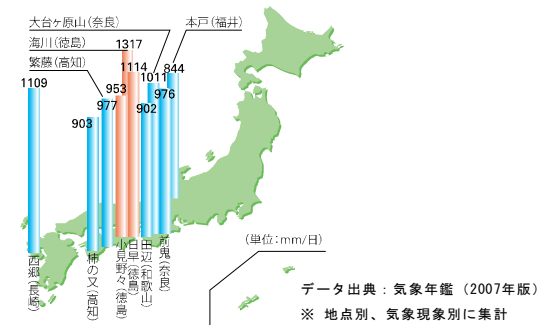 大台ヶ原山(奈良)
本戸(福井)
海川(徳島)
繁藤(高知)
1317
1114
1011
844
1109
953
976
977
902
903
西郷(長崎)
柿の又(高知)
小見野々(徳島)
日早(徳島)
田辺(和歌山)
前鬼(奈良)
(単位:mm/日)
データ出典:気象年鑑(2007年版)
※ 地点別、気象現象別に集計